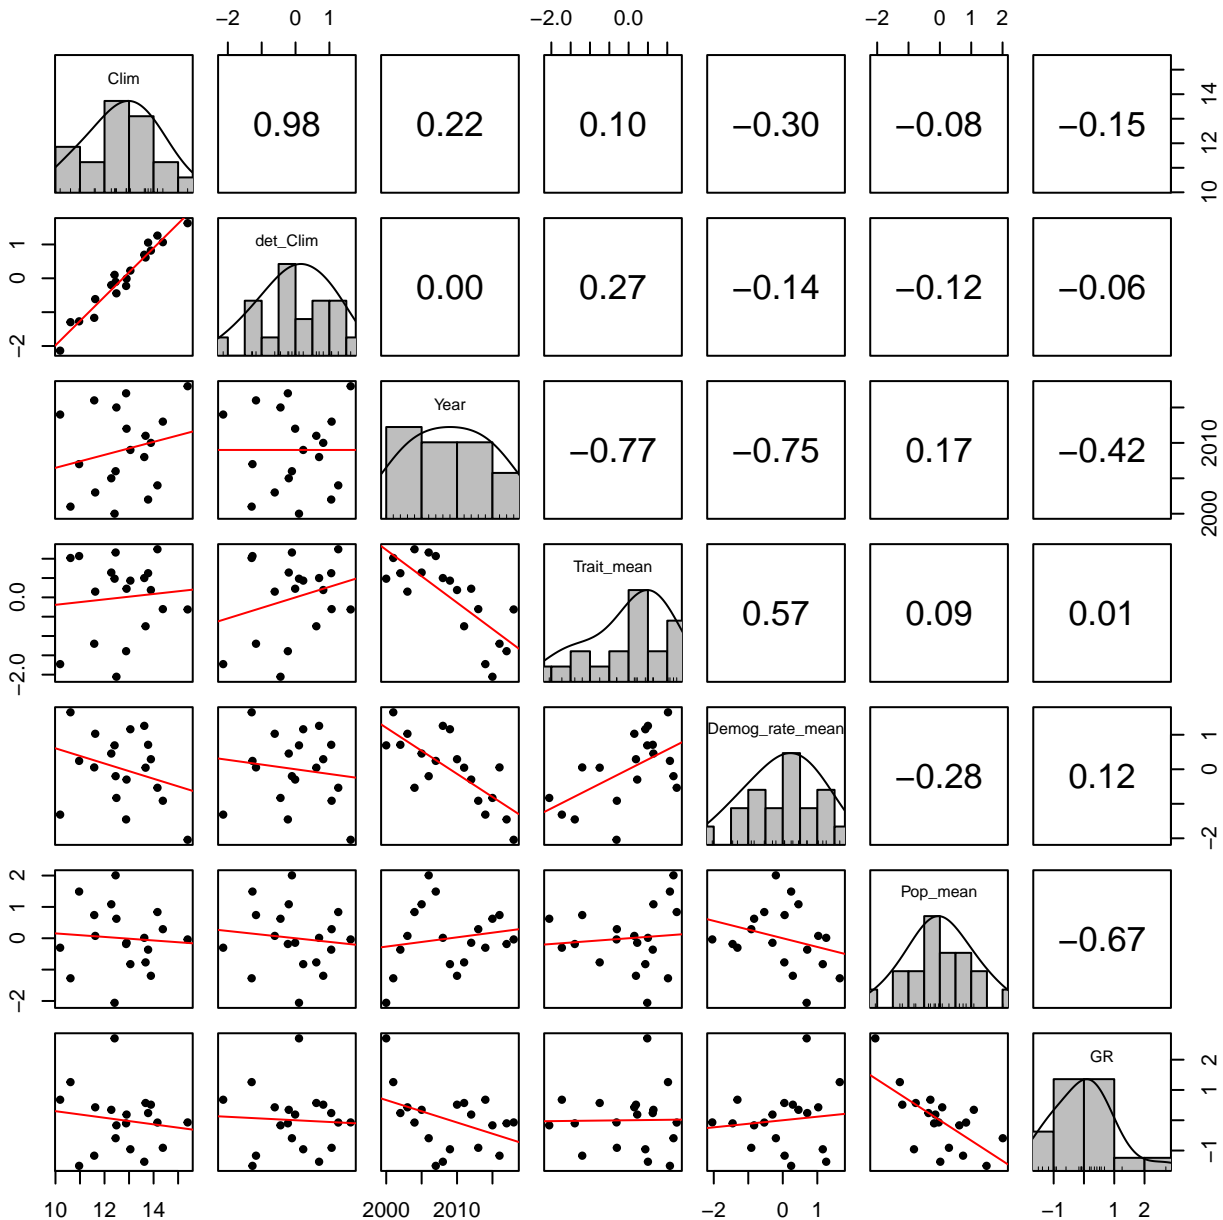 −2 0 1 −2.0 0.0 −2 0 1 2
Clim 0.98 0.22 0.10 −0.30 −0.08 −0.15 10 12 14
−2 0 1 det_Clim 0.00 0.27 −0.14 −0.12 −0.06
Year −0.77 −0.75 0.17 −0.42 2000 2010
−2.0 0.0 Trait_mean 0.57 0.09 0.01
Demog_rate_mean −0.28 0.12 −2 0 1
−2 0 1 2 Pop_mean −0.67
GR −1 1 2
10 12 14 2000 2010 −2 0 1 −1 1 2